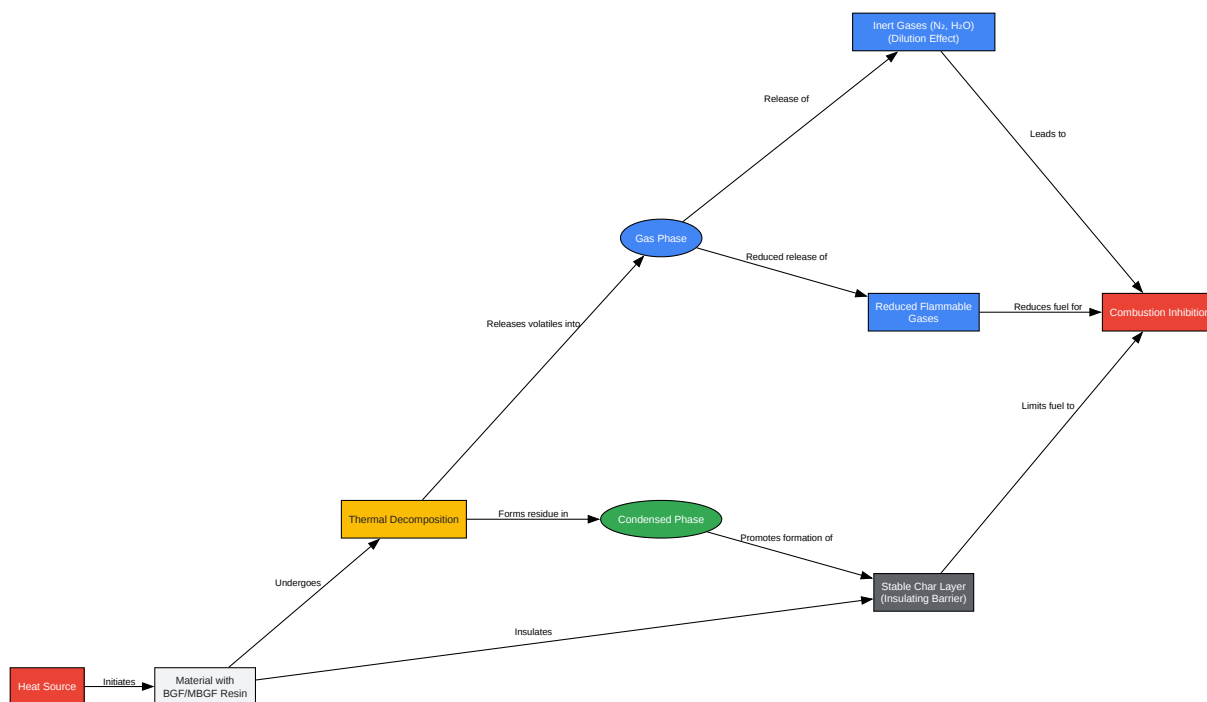 Inert Gases (N₂, H₂O)
(Dilution Effect)
Release of
Leads to
Gas Phase
Reduced release of
Reduced Flammable
Gases
Reduces fuel for
Combustion Inhibition
Releases volatiles into
Limits fuel to
Thermal Decomposition
Forms residue in
Condensed Phase
Promotes formation of
Stable Char Layer
(Insulating Barrier)
Undergoes
Insulates
Heat Source
Initiates
Material with
BGF/MBGF Resin